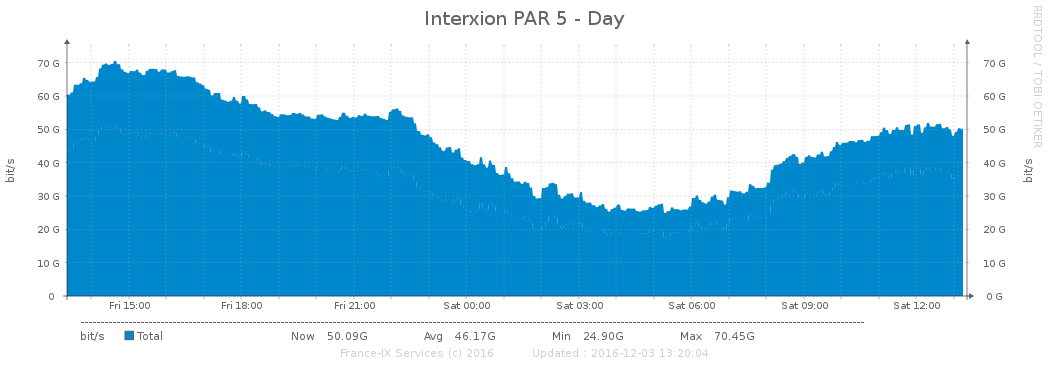 Interxion PAR 5 - Day
RRDTOOL / TOBI OETIKER
bit/s
bit/s
70 G 70 G
60 G 60 G
50 G 50 G
40 G 40 G
30 G 30 G
20 G 20 G
10 G 10 G
0 0 G
Fri 15:00 Fri 18:00 Fri 21:00 Sat 00:00 Sat 03:00 Sat 06:00 Sat 09:00 Sat 12:00
bit/s Total Now 50.09G Avg 46.17G Min 24.90G Max 70.45G
France-IX Services (c) 2016 Updated : 2016-12-03 13:20:04